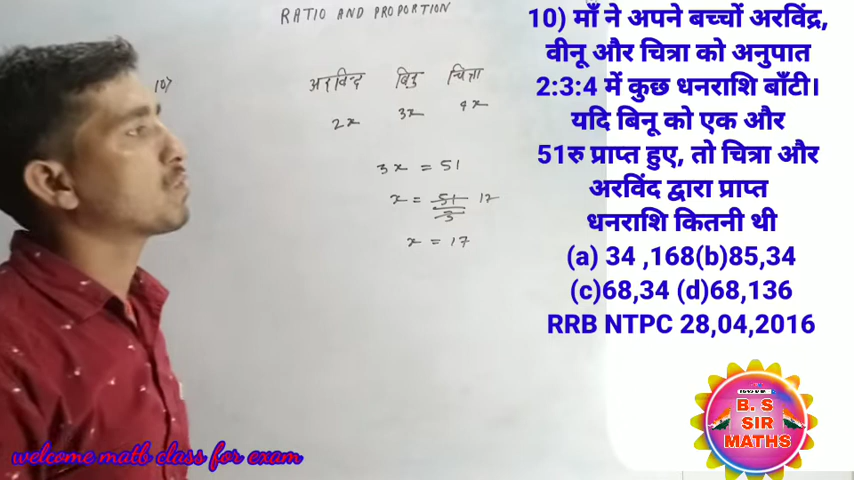 RATIO AND PROPORTION
10) माँ ने अपने बच्चों अरविंद्र,
वीनू और चित्रा को अनुपात
2:3:4 में कुछ धनराशि बाँटी।
यदि बिनू को एक और
51रु प्राप्त हुए, तो चित्रा और
अरविंद द्वारा प्राप्त
धनराशि कितनी थी
(a) 34 ,168(b)85,34
(c)68,34 (d)68,136
RRB NTPC 28,04,2016
10)
अरविन्द बिनु चित्रा
2x 3x 4x
3x = 51
x = 51 17
3
x = 17
B. S
SIR
MATHS
welcome math class for exam